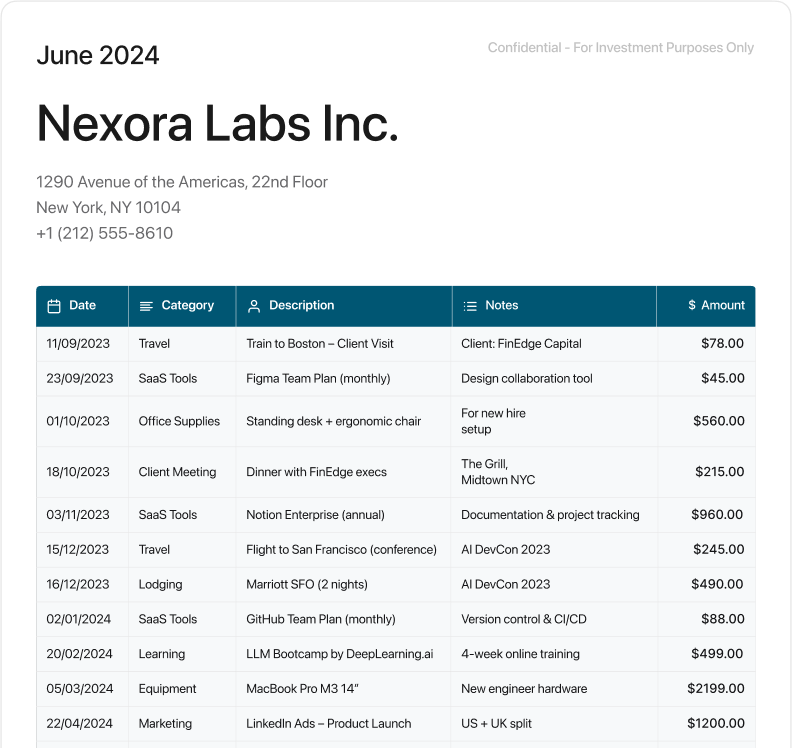 June 2024
Confidential - For Investment Purposes Only
Nexora Labs Inc.
1290 Avenue of the Americas, 22nd Floor
New York, NY 10104
+1 (212) 555-8610
Date Category Description Notes $ Amount
11/09/2023 Travel Train to Boston – Client Visit Client: FinEdge Capital $78.00
23/09/2023 SaaS Tools Figma Team Plan (monthly) Design collaboration tool $45.00
01/10/2023 Office Supplies Standing desk + ergonomic chair For new hire
setup $560.00
18/10/2023 Client Meeting Dinner with FinEdge execs The Grill,
Midtown NYC $215.00
03/11/2023 SaaS Tools Notion Enterprise (annual) Documentation & project tracking $960.00
15/12/2023 Travel Flight to San Francisco (conference) AI DevCon 2023 $245.00
16/12/2023 Lodging Marriott SFO (2 nights) AI DevCon 2023 $490.00
02/01/2024 SaaS Tools GitHub Team Plan (monthly) Version control & CI/CD $88.00
20/02/2024 Learning LLM Bootcamp by DeepLearning.ai 4-week online training $499.00
05/03/2024 Equipment MacBook Pro M3 14” New engineer hardware $2199.00
22/04/2024 Marketing LinkedIn Ads – Product Launch US + UK split $1200.00